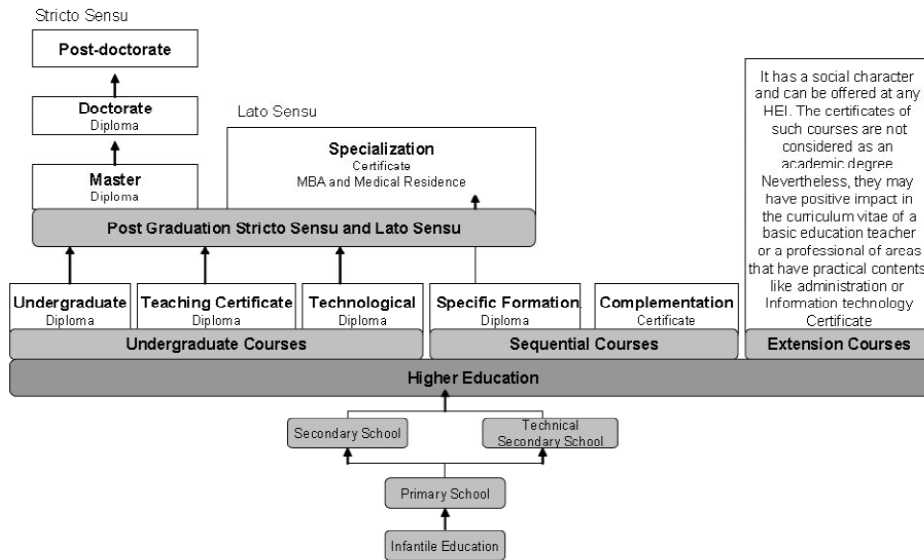 Stricto Sensu
Post-doctorate
Doctorate
Diploma
Master
Diploma
Lato Sensu
Specialization
Certificate
MBA and Medical Residence
Post Graduation Stricto Sensu and Lato Sensu
Undergraduate
Diploma
Teaching Certificate
Diploma
Technological
Diploma
Specific Formation
Diploma
Complementation
Certificate
It has a social character
and can be offered at any
HEI. The certificates of
such courses are not
considered as an
academic degree
Nevertheless, they may
have positive impact in
the curriculum vitae of a
basic education teacher
or a professional of areas
that have practical contents
like administration or
Information technology
Certificate
Undergraduate Courses
Sequential Courses
Extension Courses
Higher Education
Secondary School
Technical
Secondary School
Primary School
Infantile Education